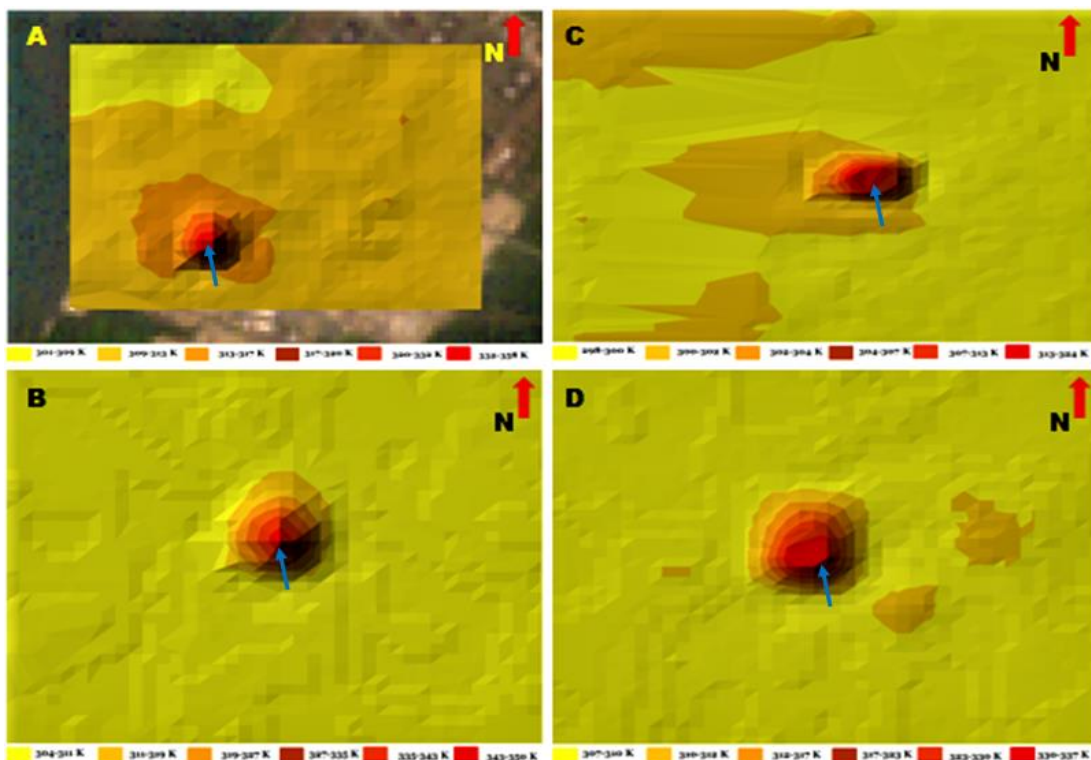 A
N
301-309 K 309-313 K 313-317 K 317-320 K 320-332 K 332-338 K
C
N
298-300 K 300-302 K 302-304 K 304-307 K 307-313 K 313-324 K
B
N
304-311 K 311-319 K 319-327 K 327-335 K 335-343 K 343-350 K
D
N
307-310 K 310-312 K 312-317 K 317-323 K 323-330 K 330-337 K